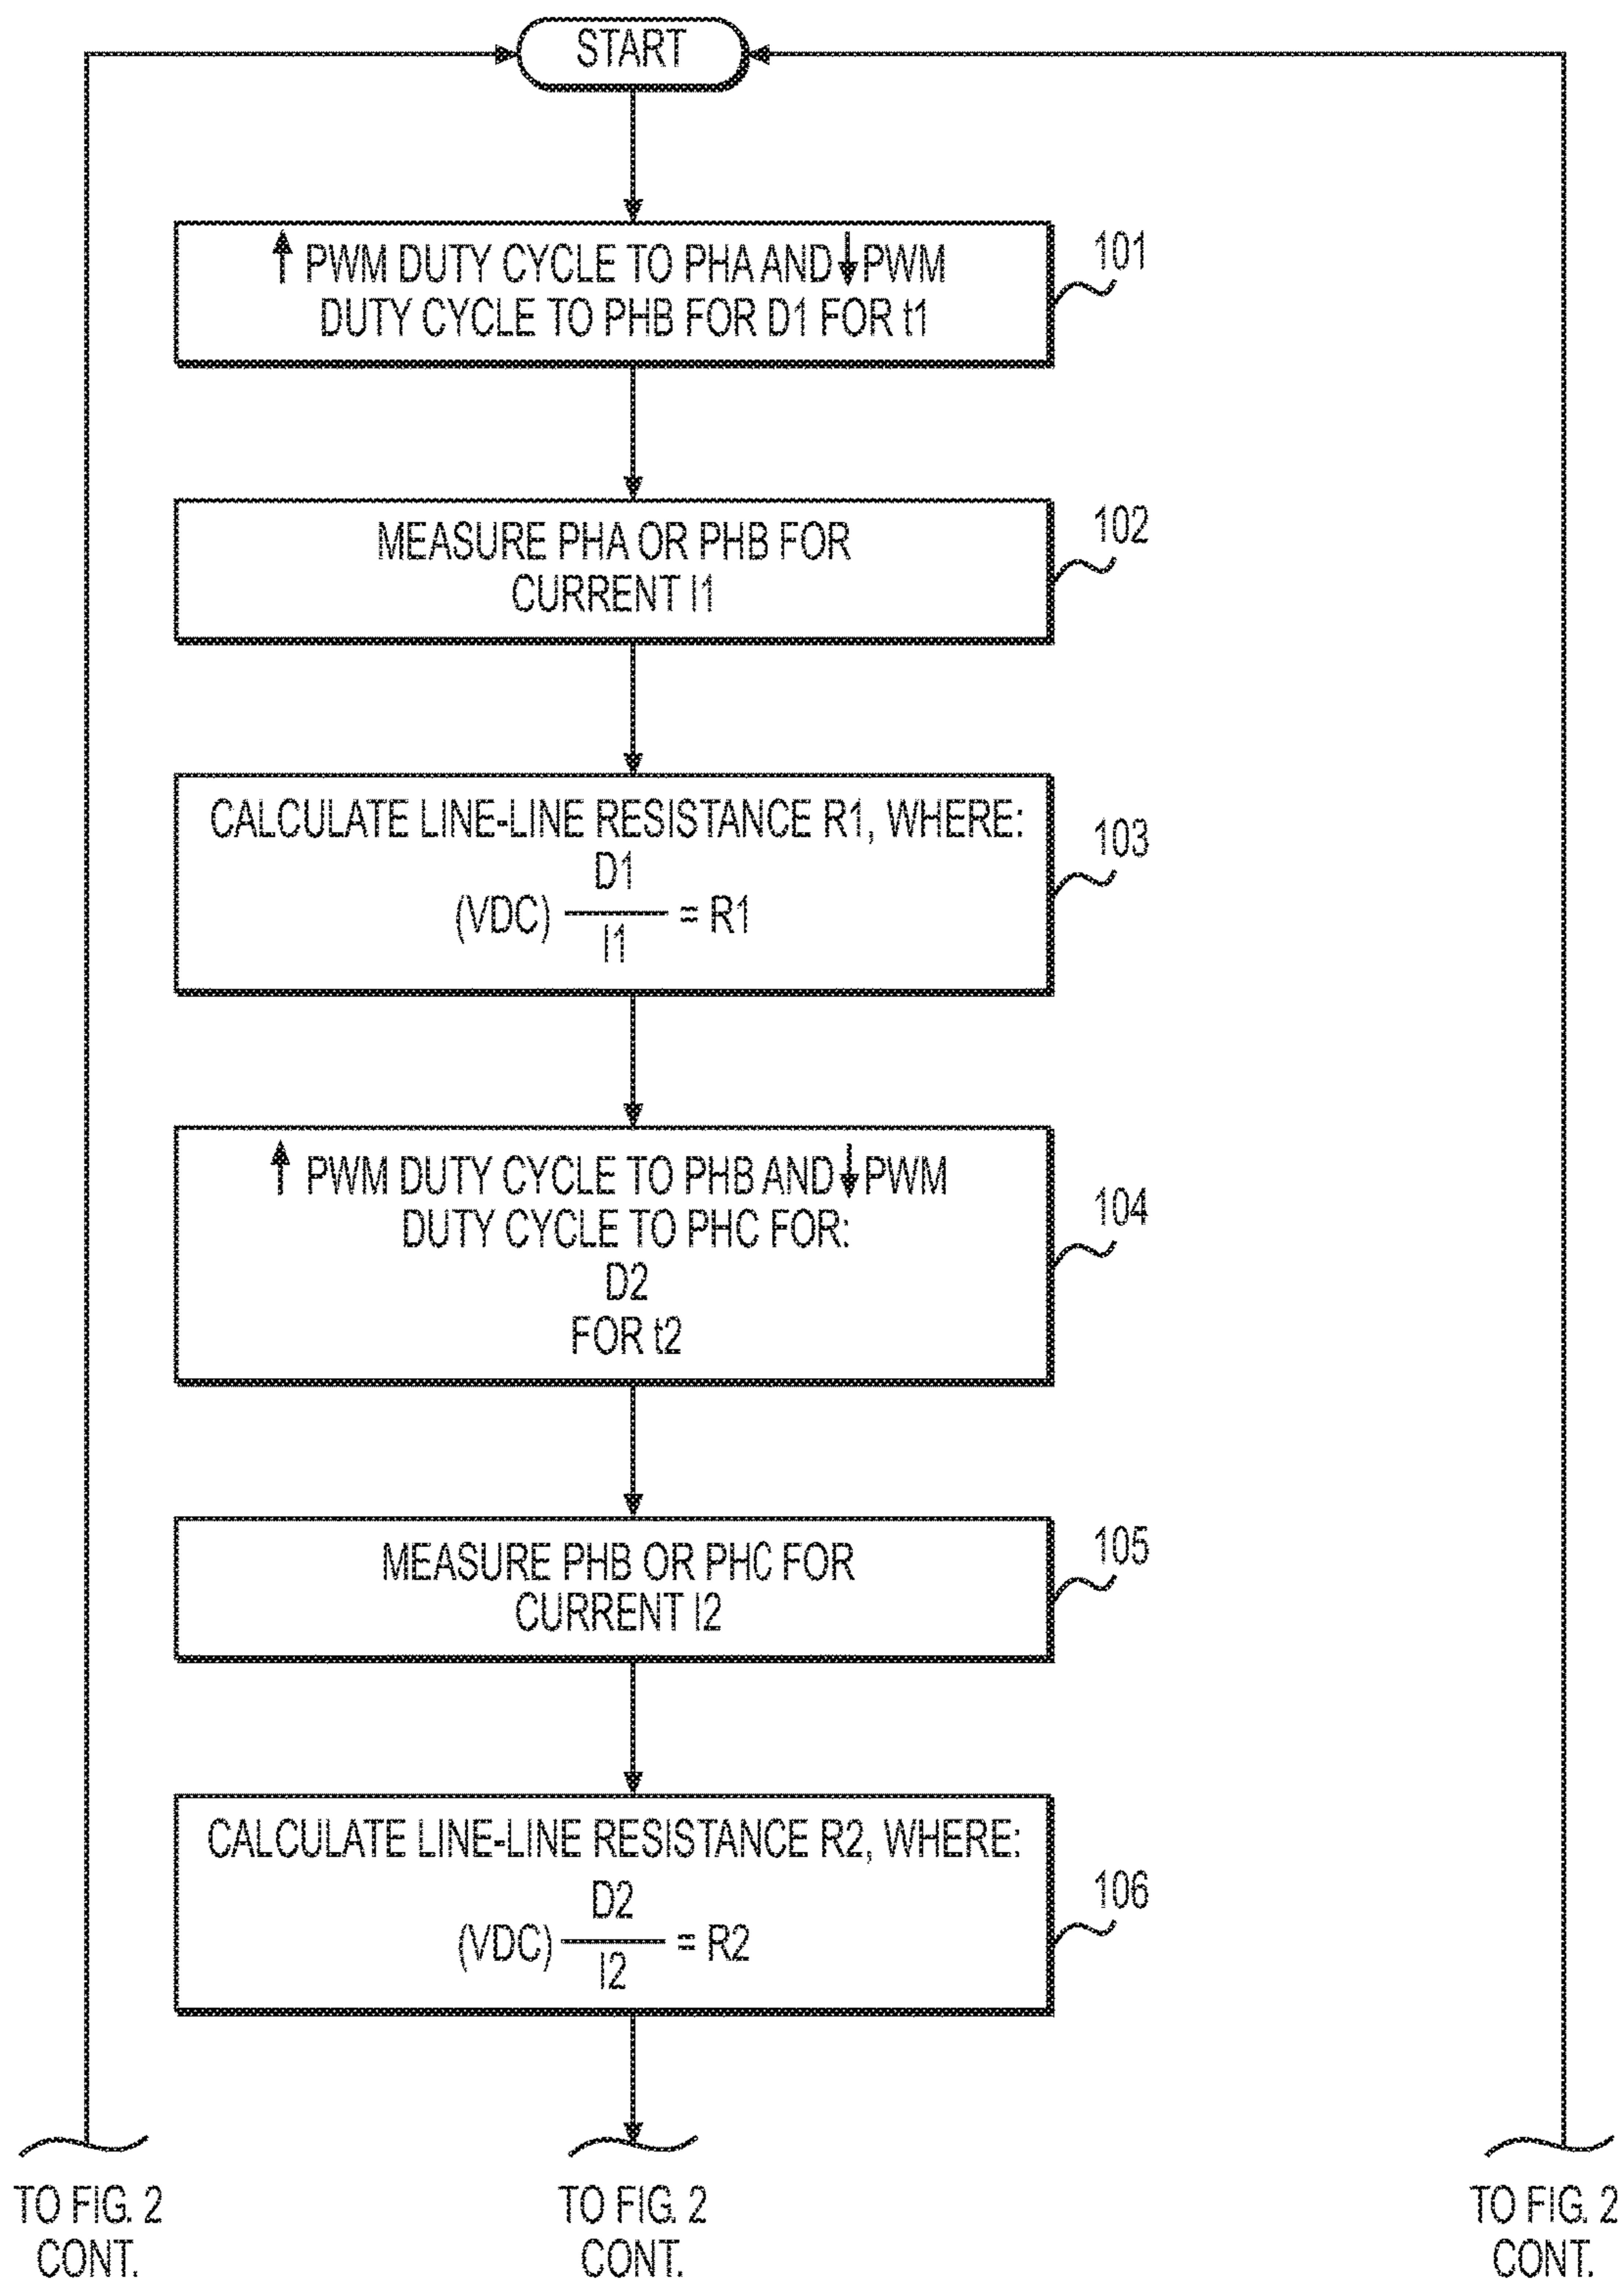 START
↑ PWM DUTY CYCLE TO PHA AND ↓ PWM
DUTY CYCLE TO PHB FOR D1 FOR t1
101
MEASURE PHA OR PHB FOR
CURRENT I1
102
CALCULATE LINE-LINE RESISTANCE R1, WHERE:
D1
(VDC) = R1
I1
103
↑ PWM DUTY CYCLE TO PHB AND ↓ PWM
DUTY CYCLE TO PHC FOR:
D2
FOR t2
104
MEASURE PHB OR PHC FOR
CURRENT I2
105
CALCULATE LINE-LINE RESISTANCE R2, WHERE:
D2
(VDC) = R2
I2
106
TO FIG. 2
CONT.
TO FIG. 2
CONT.
TO FIG. 2
CONT.